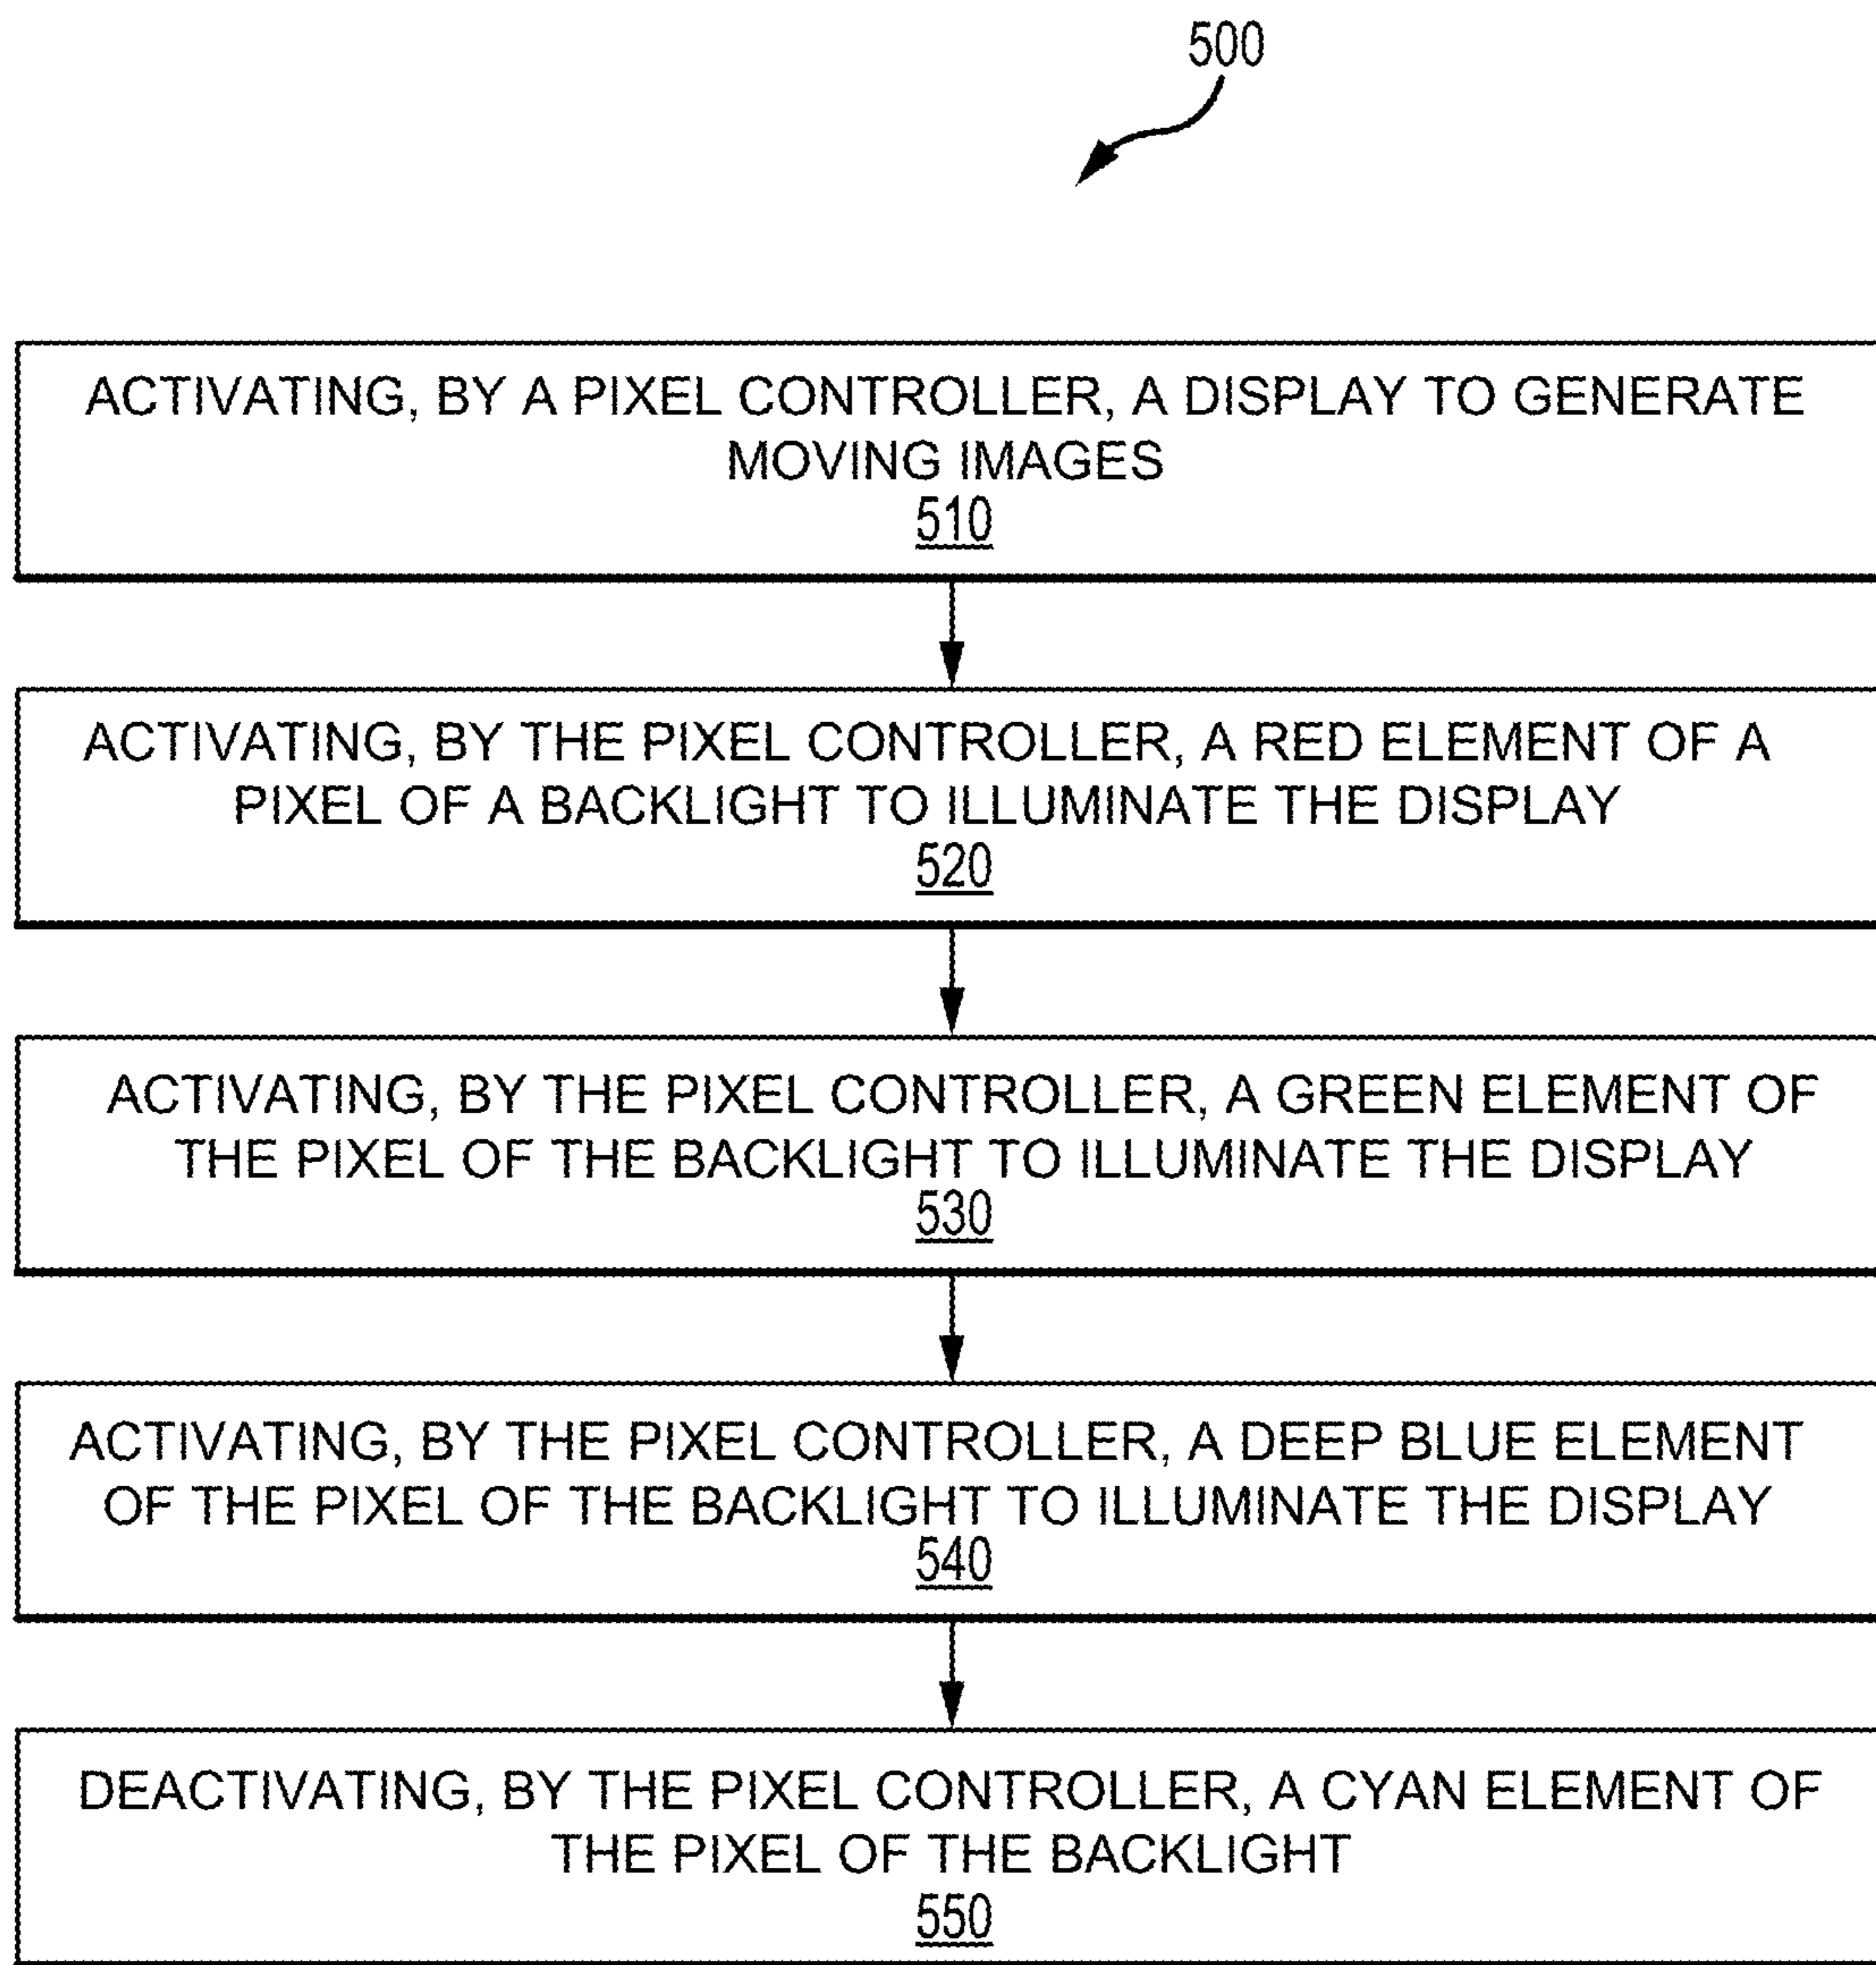 500
ACTIVATING, BY A PIXEL CONTROLLER, A DISPLAY TO GENERATE
MOVING IMAGES
510
ACTIVATING, BY THE PIXEL CONTROLLER, A RED ELEMENT OF A
PIXEL OF A BACKLIGHT TO ILLUMINATE THE DISPLAY
520
ACTIVATING, BY THE PIXEL CONTROLLER, A GREEN ELEMENT OF
THE PIXEL OF THE BACKLIGHT TO ILLUMINATE THE DISPLAY
530
ACTIVATING, BY THE PIXEL CONTROLLER, A DEEP BLUE ELEMENT
OF THE PIXEL OF THE BACKLIGHT TO ILLUMINATE THE DISPLAY
540
DEACTIVATING, BY THE PIXEL CONTROLLER, A CYAN ELEMENT OF
THE PIXEL OF THE BACKLIGHT
550